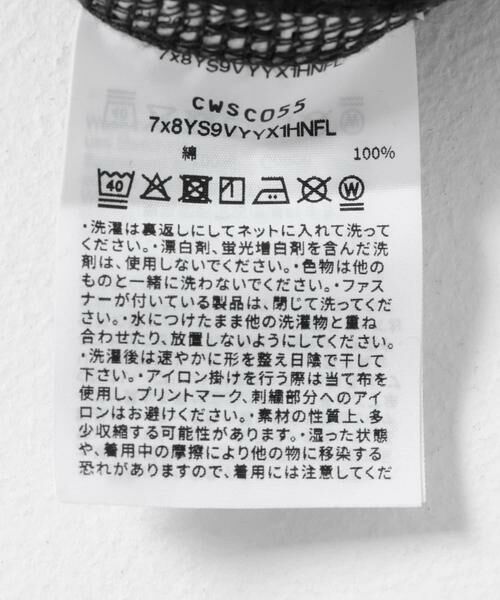 7x8YS9VYYX1HNFL
CWSC055
7x8YS9VYYX1HNFL
綿 100%
40 W
・洗濯は裏返しにしてネットに入れて洗って
ください。・漂白剤、蛍光増白剤を含んだ洗
剤は、使用しないでください。・色物は他の
ものと一緒に洗わないでください。・ファス
ナーが付いている製品は、閉じて洗ってくだ
さい。・水につけたまま他の洗濯物と重ね
合わせたり、放置しないようにしてください。
・洗濯後は速やかに形を整え日陰で干して
下さい。・アイロン掛けを行う際は当て布を
使用し、プリントマーク、刺繍部分へのアイ
ロンはお避けください。・素材の性質上、多
少収縮する可能性があります。・湿った状態
や、着用中の摩擦により他の物に移染する
恐れがありますので、着用には注意してくだ